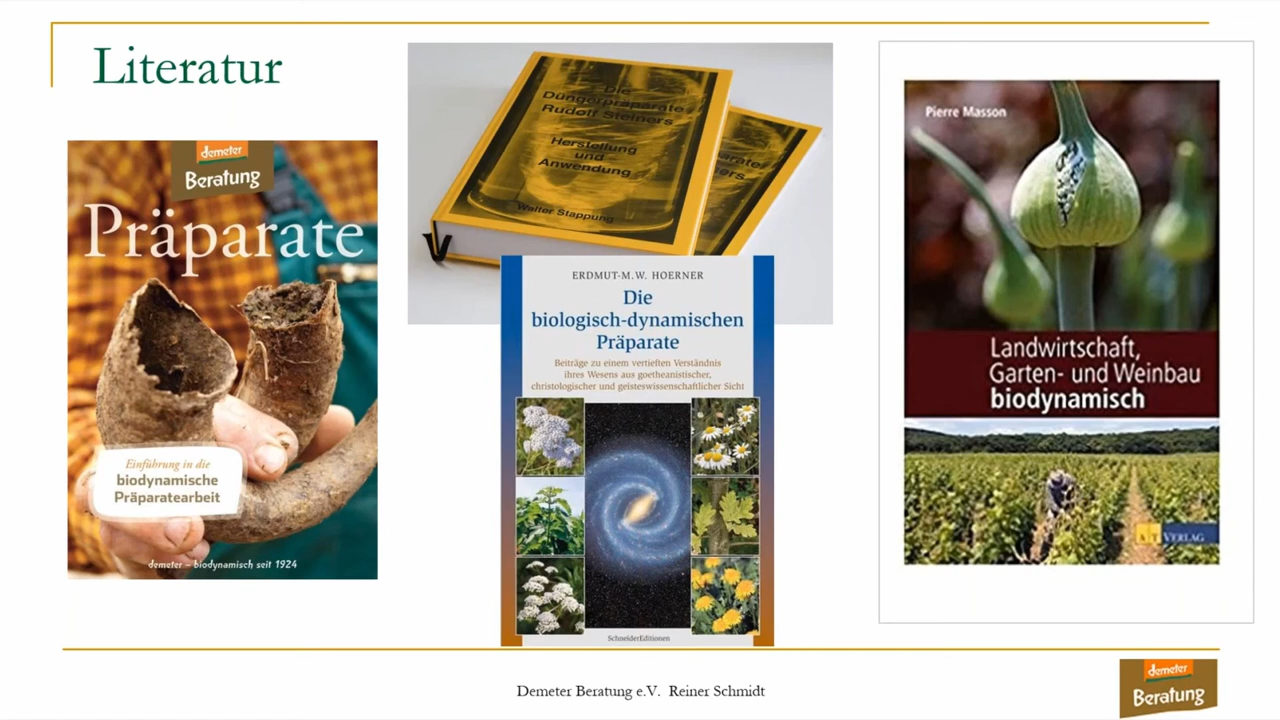 Literatur
demeter
Beratung
Präparate
Einführung in die
biodynamische
Präparatearbeit
demeter – biodynamisch seit 1924
Die
Düngerpräparate
Rudolf Steiners
Herstellung
und
Anwendung
Walter Stappung
ERDMUT-M.W. HOERNER
Die
biologisch-dynamischen
Präparate
Beiträge zu einem vertieften Verständnis
ihres Wesens aus goetheanistischer,
christologischer und geisteswissenschaftlicher Sicht
SchneiderEditionen
Pierre Masson
Landwirtschaft,
Garten- und Weinbau
biodynamisch
AT VERLAG
Demeter Beratung e.V. Reiner Schmidt
demeter
Beratung